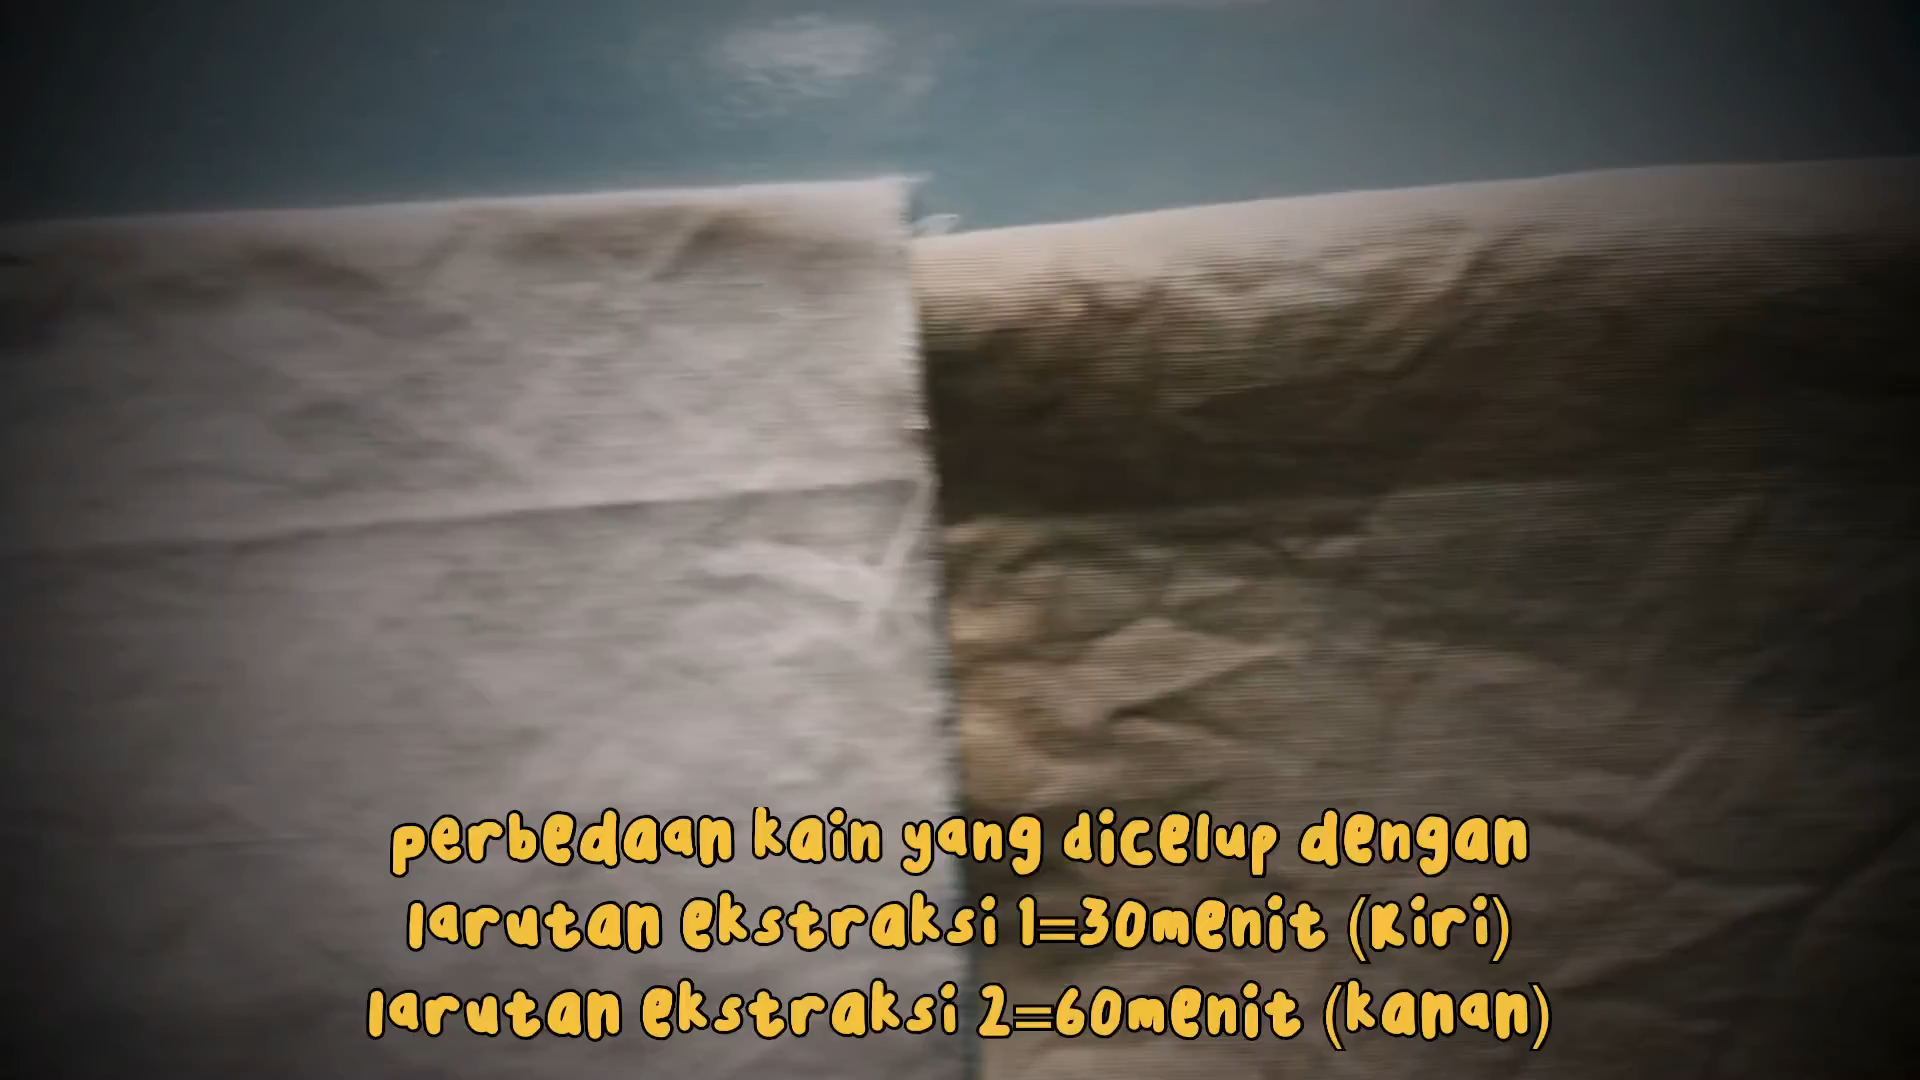 perbedaan kain yang dicelup dengan
larutan ekstraksi 1=30menit (Kiri)
larutan ekstraksi 2=60menit (kanan)